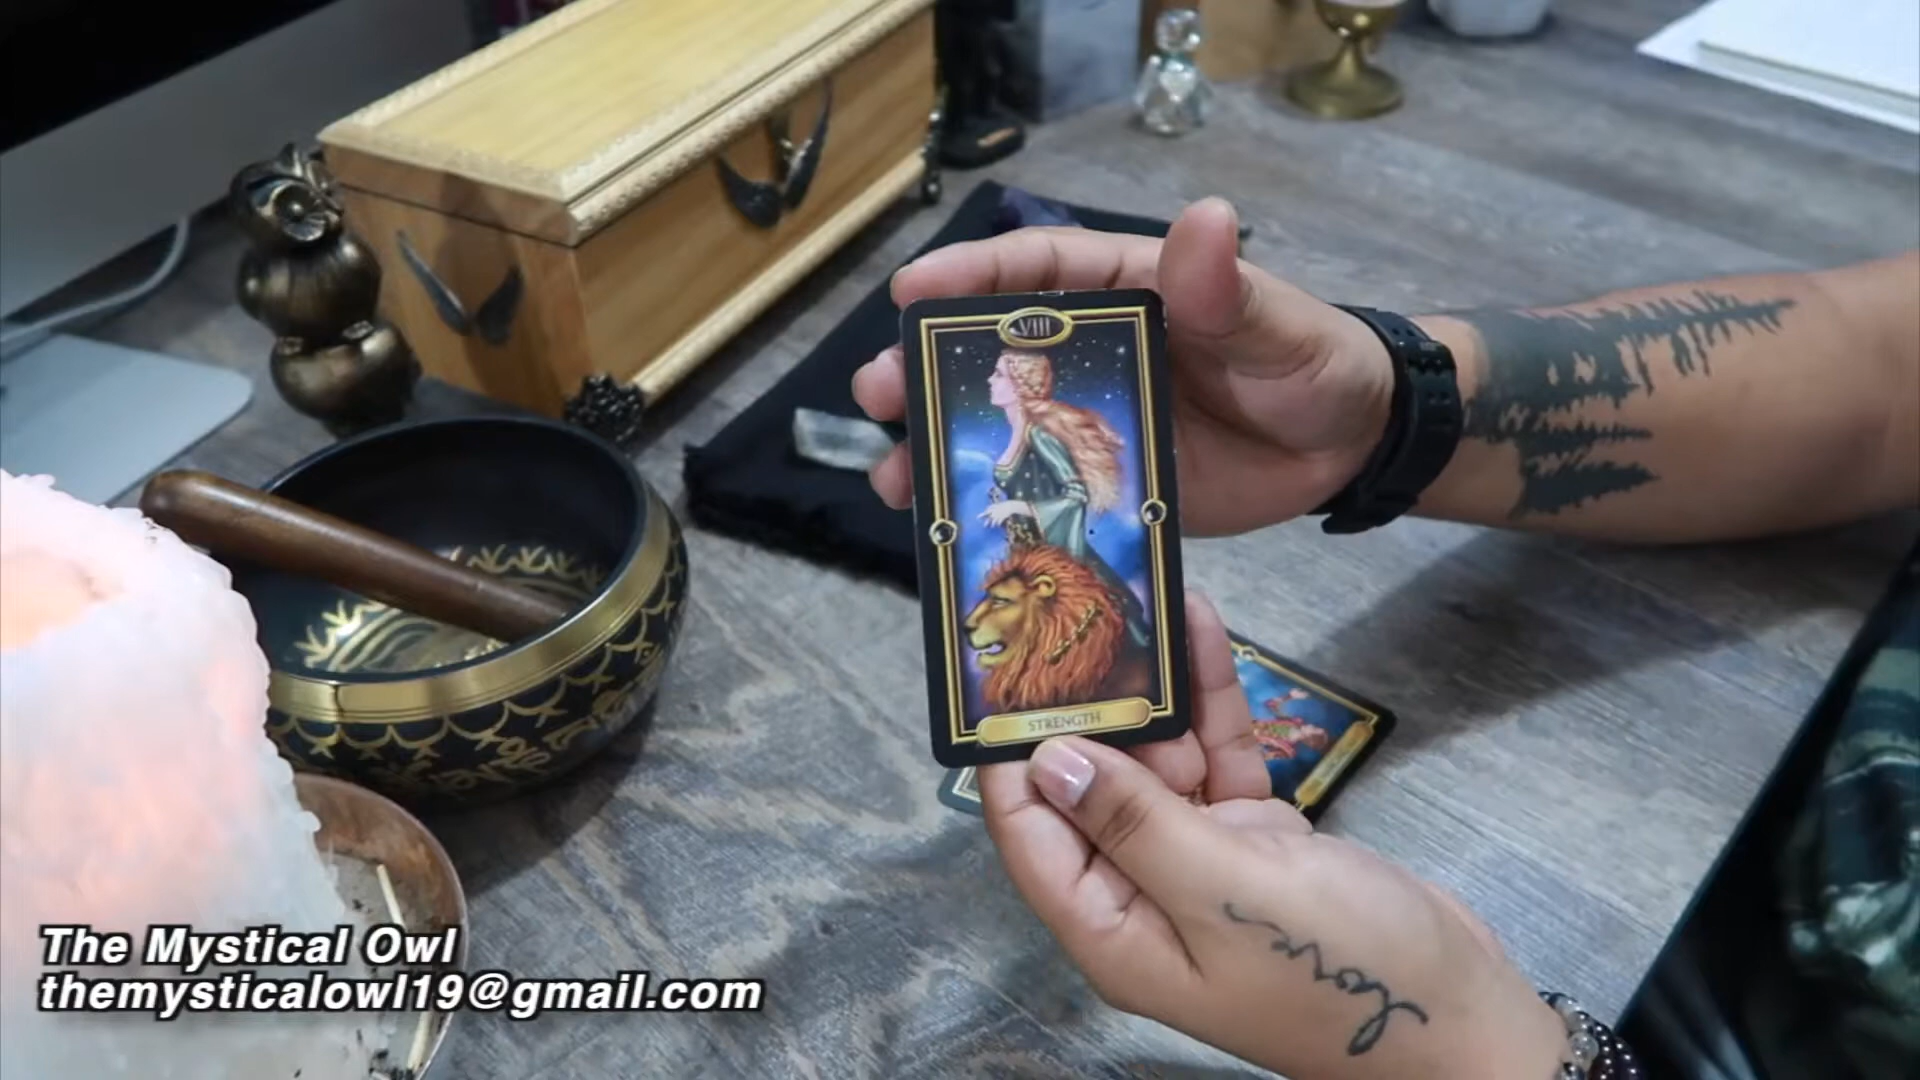 VIII
STRENGTH
love
The Mystical Owl
themysticalowl19@gmail.com